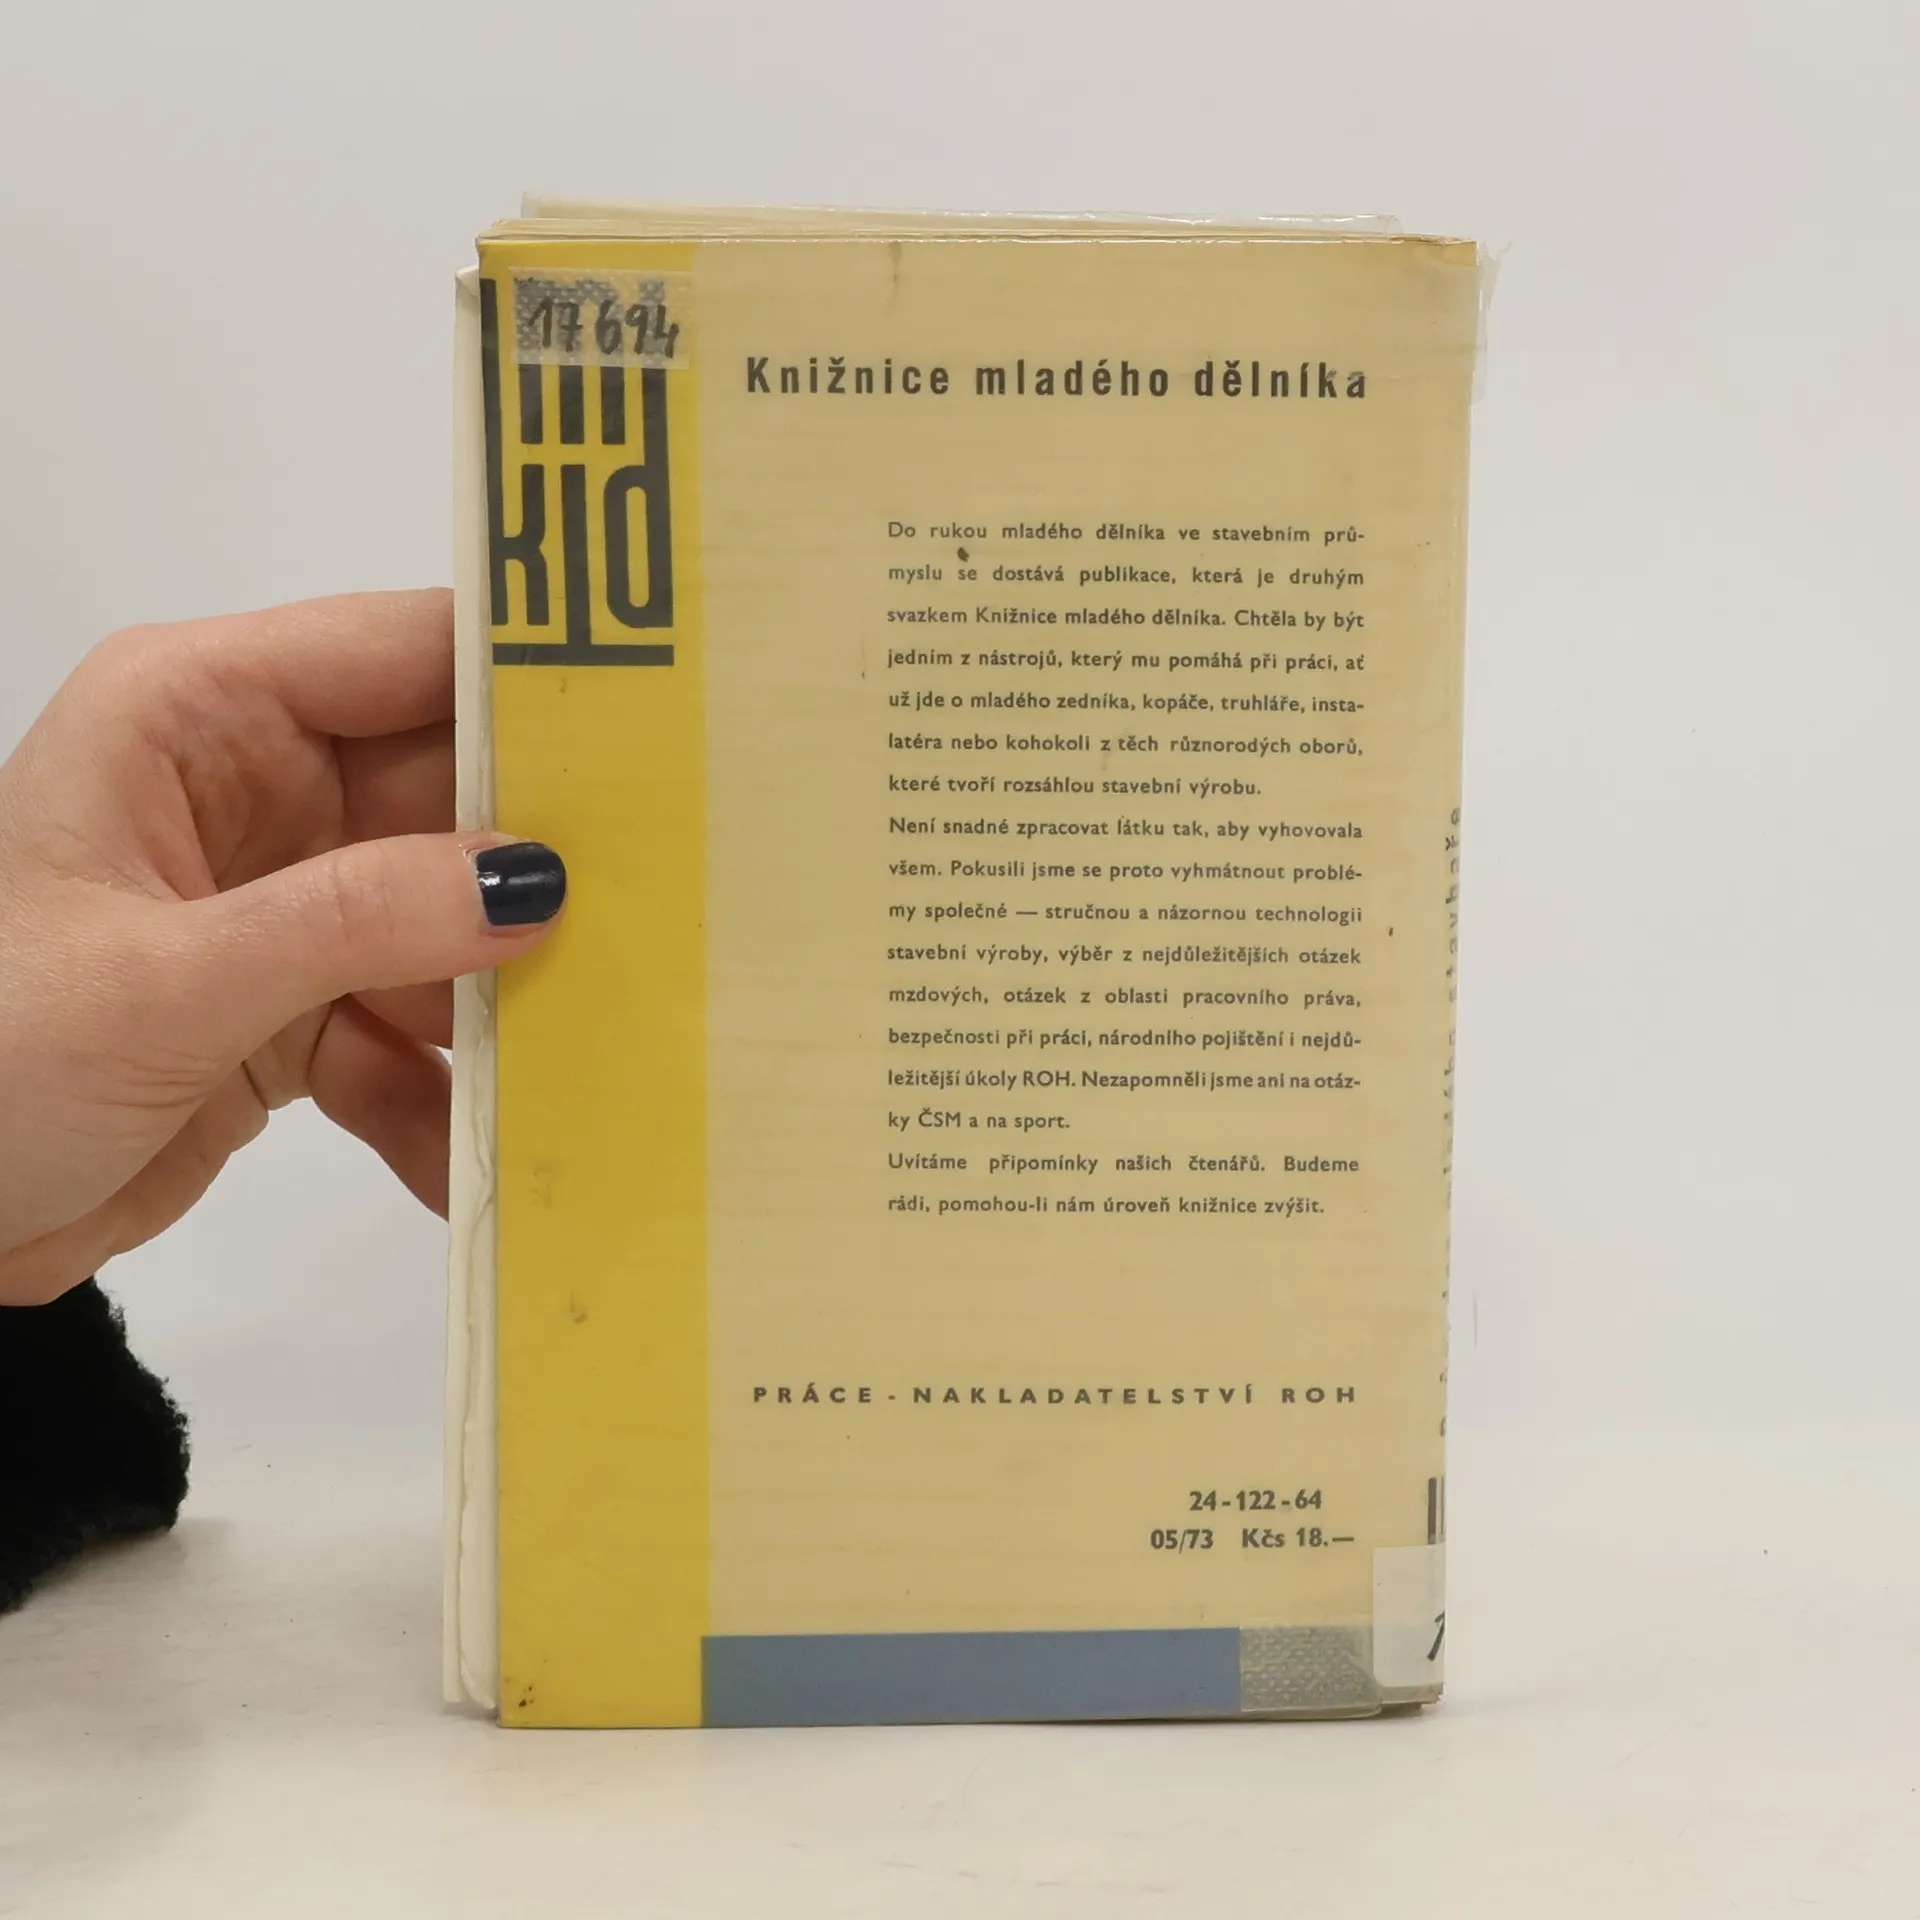 17 694
kmd
Knižnice mladého dělníka
Do rukou mladého dělníka ve stavebním prů-
myslu se dostává publikace, která je druhým
svazkem Knižnice mladého dělníka. Chtěla by být
jedním z nástrojů, který mu pomáhá při práci, ať
už jde o mladého zedníka, kopáče, truhláře, insta-
latéra nebo kohokoli z těch různorodých oborů,
které tvoří rozsáhlou stavební výrobu.
Není snadné zpracovat látku tak, aby vyhovovala
všem. Pokusili jsme se proto vyhmátnout problé-
my společné — stručnou a názornou technologii
stavební výroby, výběr z nejdůležitějších otázek
mzdových, otázek z oblasti pracovního práva,
bezpečnosti při práci, národního pojištění i nejdů-
ležitější úkoly ROH. Nezapomněli jsme ani na otáz-
ky ČSM a na sport.
Uvítáme připomínky našich čtenářů. Budeme
rádi, pomohou-li nám úroveň knižnice zvýšit.
PRÁCE - NAKLADATELSTVÍ ROH
24-122-64
05/73 Kčs 18.—